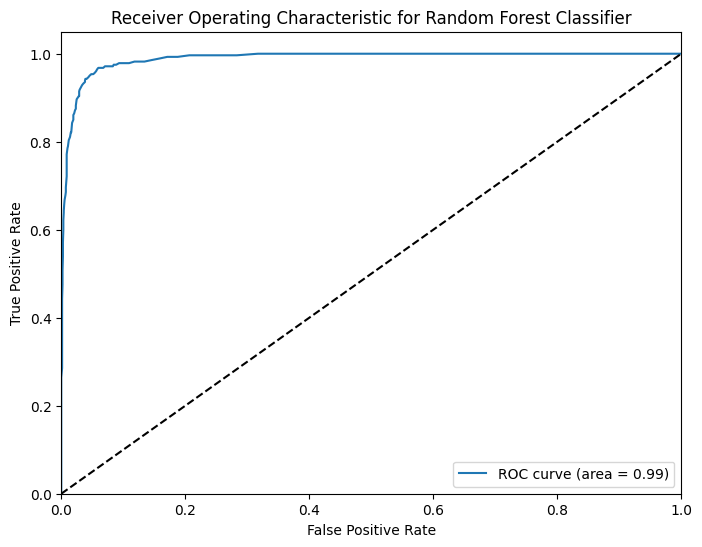 Receiver Operating Characteristic for Random Forest Classifier
True Positive Rate
1.0
0.8
0.6
0.4
0.2
0.0
ROC curve (area = 0.99)
0.0 0.2 0.4 0.6 0.8 1.0
False Positive Rate